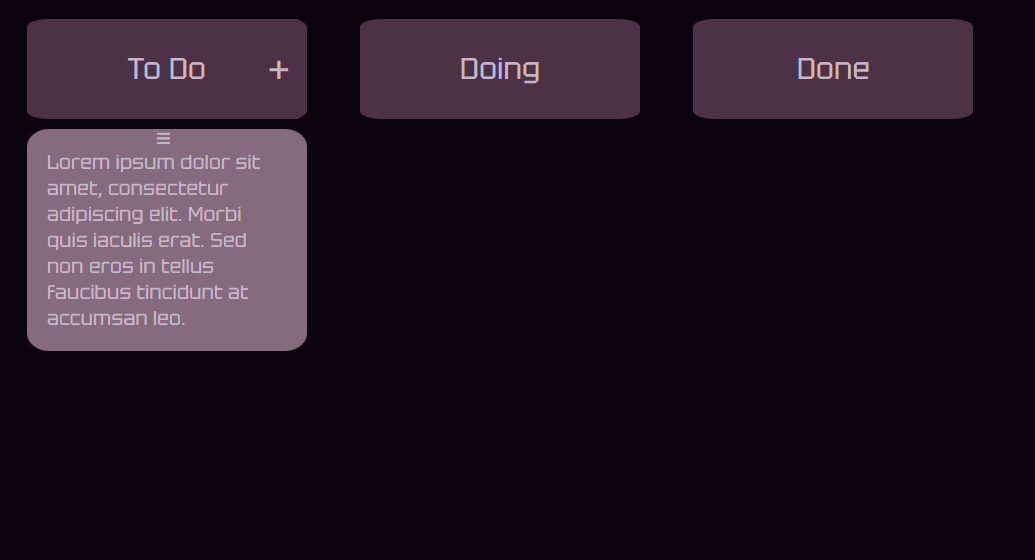 To Do +
Doing
Done
Lorem ipsum dolor sit
amet, consectetur
adipiscing elit. Morbi
quis iaculis erat. Sed
non eros in tellus
faucibus tincidunt at
accumsan leo.